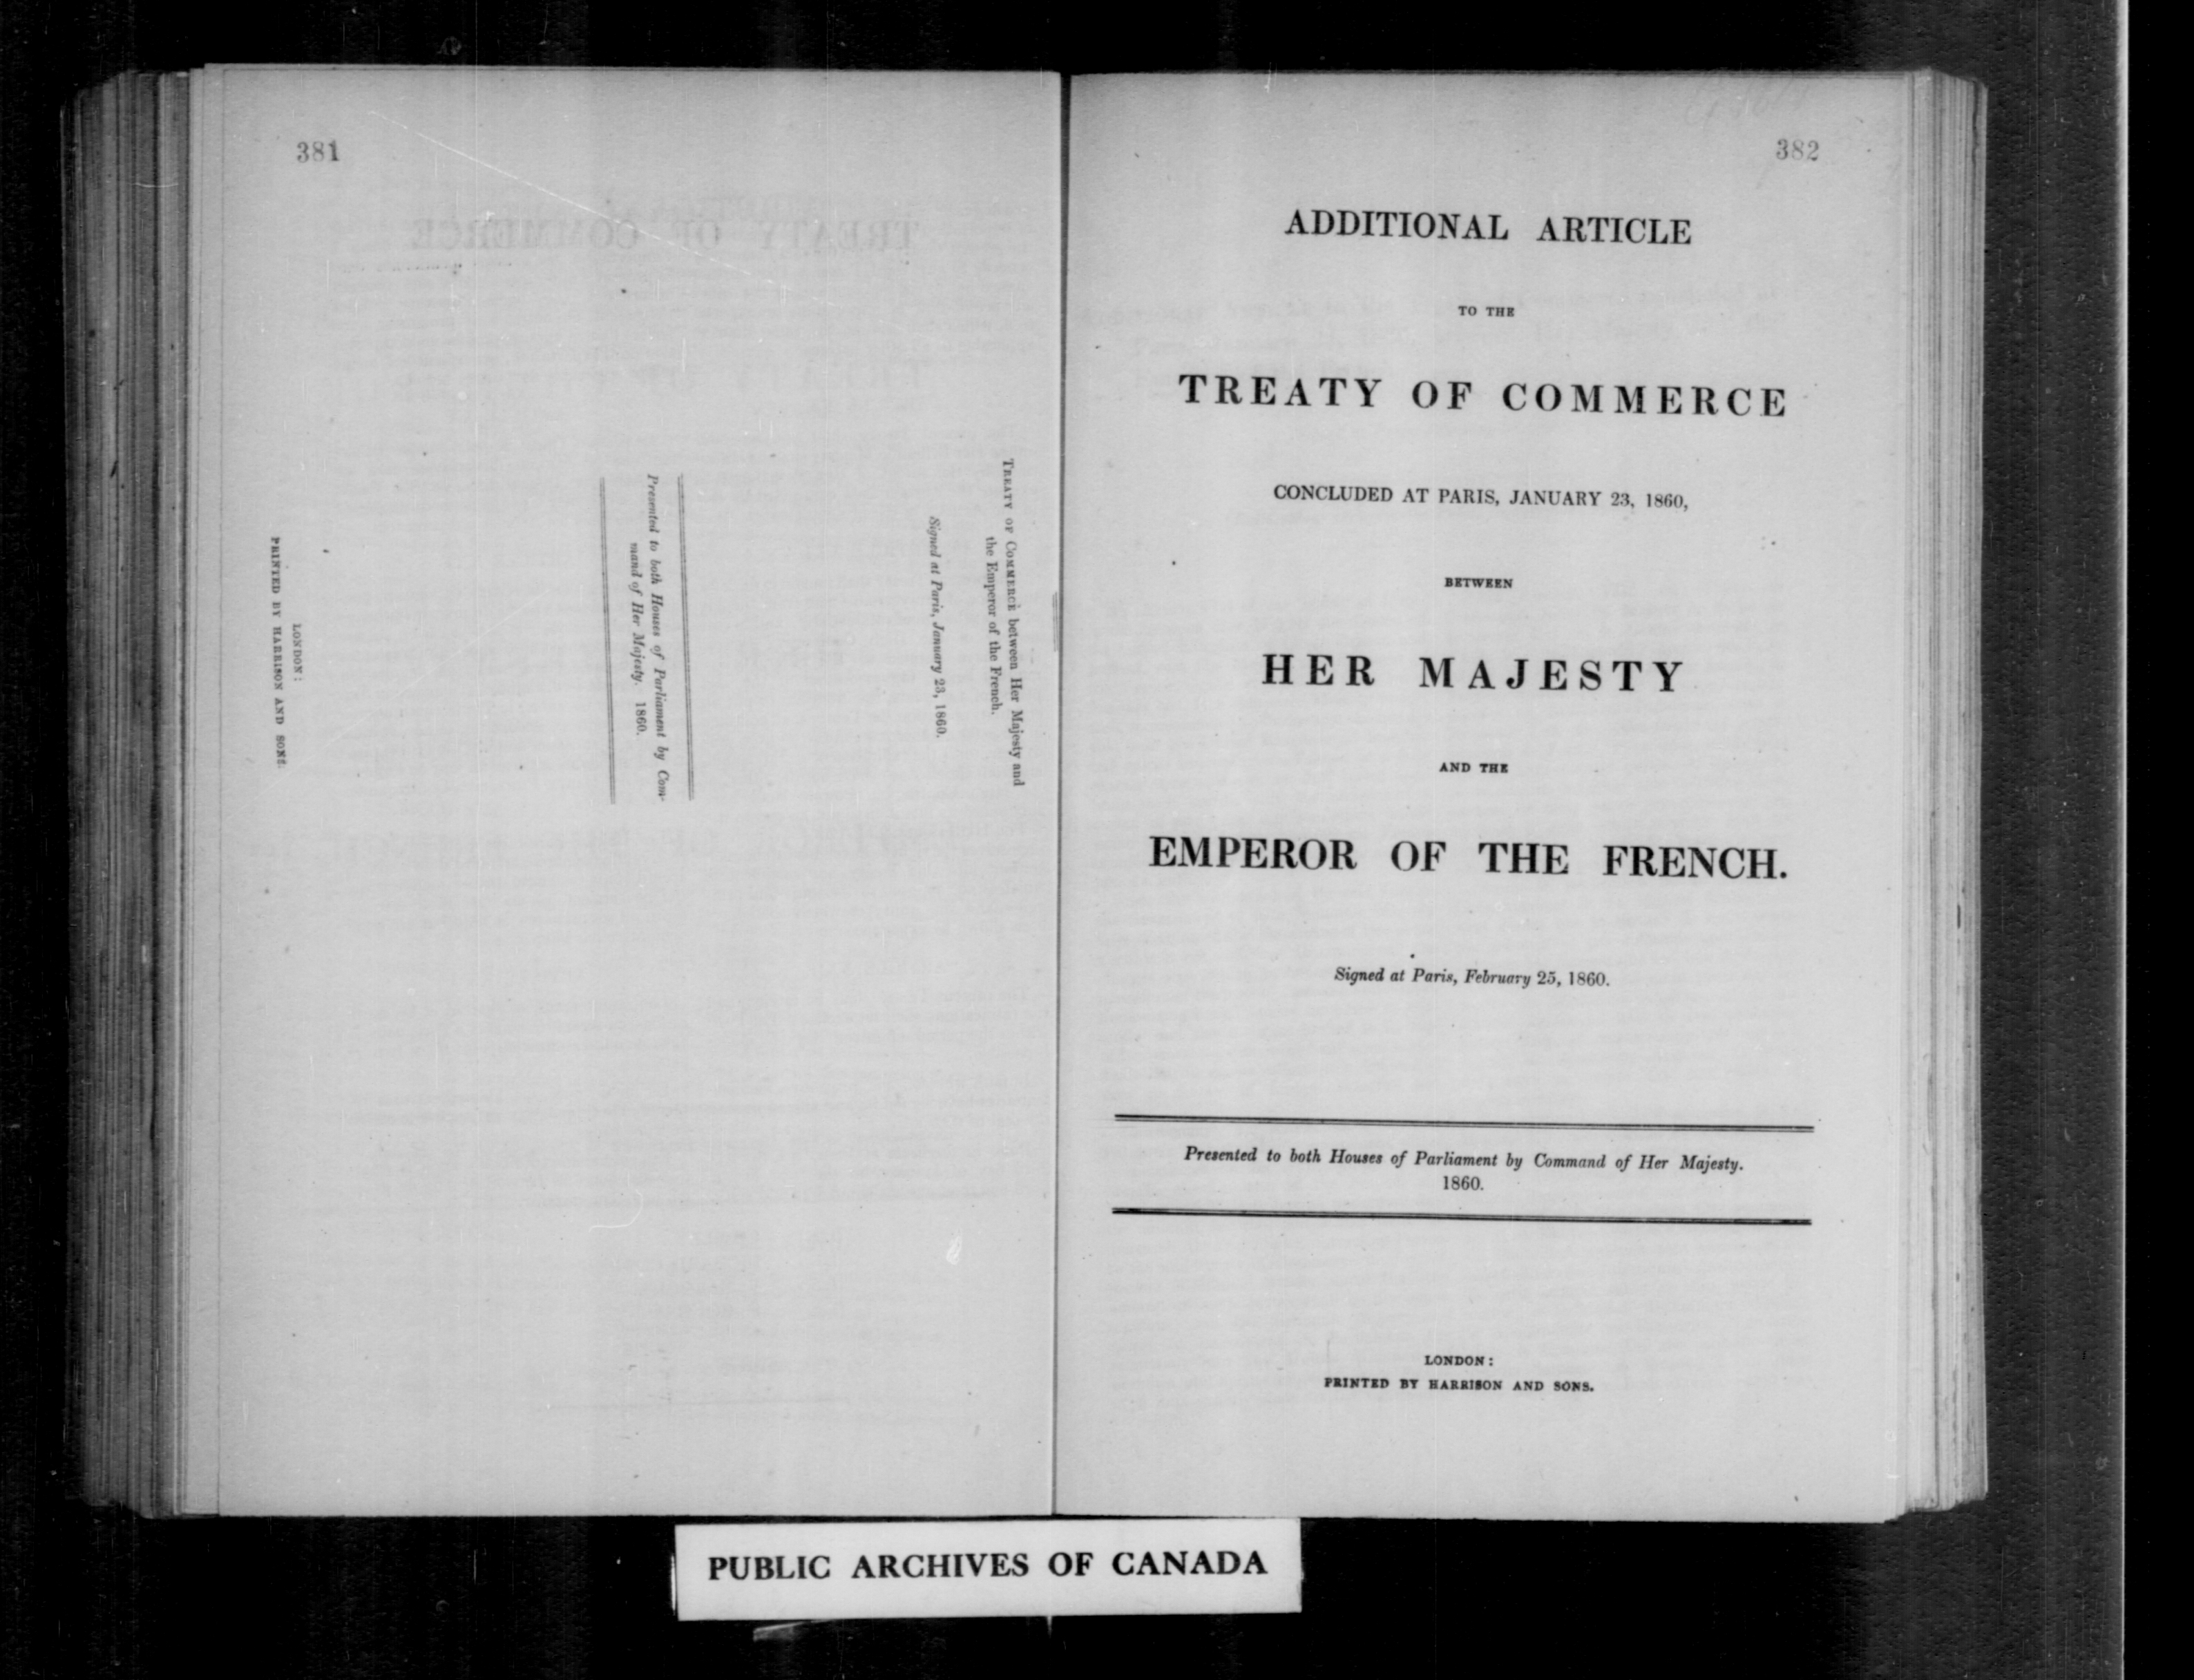 381
TREATY OF COMMERCE between Her Majesty and
the Emperor of the French.
Signed at Paris, January 23, 1860.
Presented to both Houses of Parliament by Com-
mand of Her Majesty. 1860.
LONDON:
PRINTED BY HARRISON AND SONS.
382
ADDITIONAL ARTICLE
TO THE
TREATY OF COMMERCE
CONCLUDED AT PARIS, JANUARY 23, 1860,
BETWEEN
HER MAJESTY
AND THE
EMPEROR OF THE FRENCH.
Signed at Paris, February 25, 1860.
Presented to both Houses of Parliament by Command of Her Majesty.
1860.
LONDON:
PRINTED BY HARRISON AND SONS.
PUBLIC ARCHIVES OF CANADA